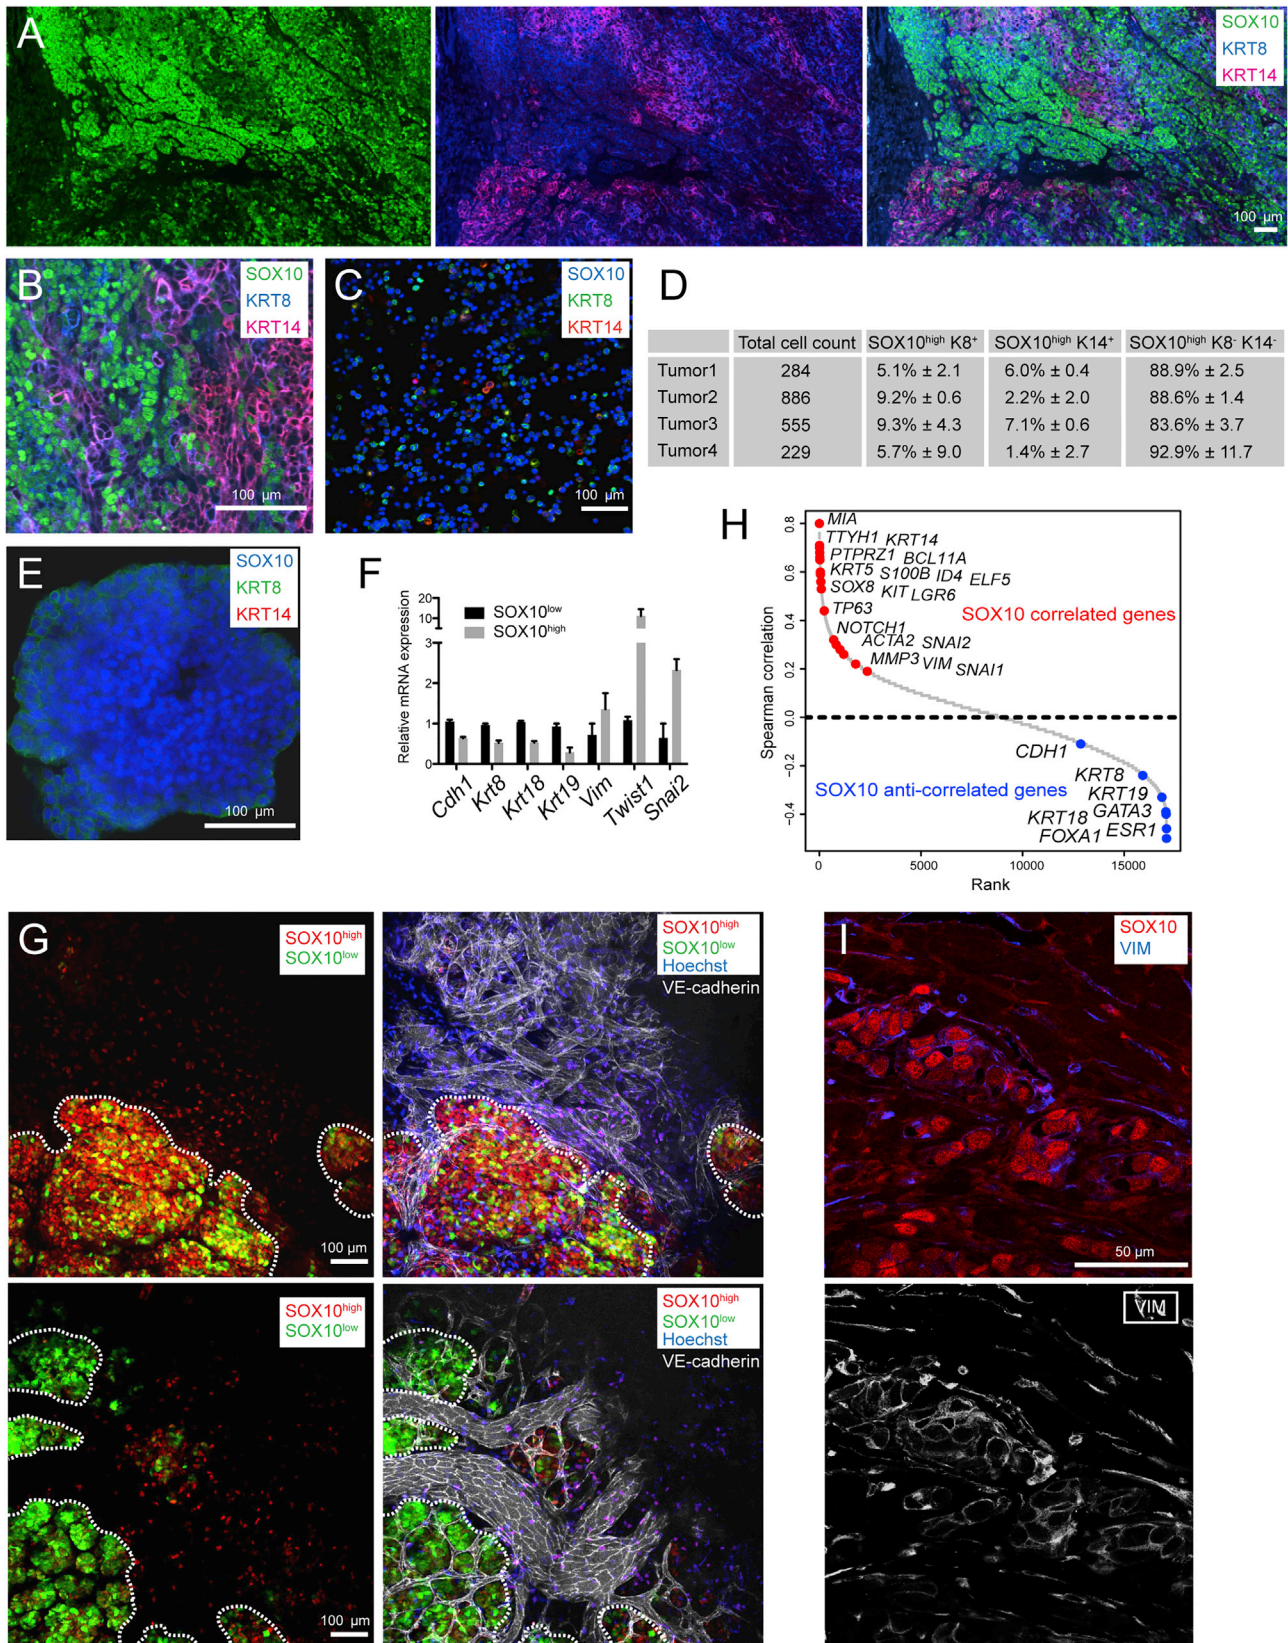 A
SOX10
KRT8
KRT14
100 µm
B
SOX10
KRT8
KRT14
100 µm
C
SOX10
KRT8
KRT14
100 µm
D
Total cell count SOX10high K8+ SOX10high K14+ SOX10high K8- K14-
Tumor1 284 5.1% ± 2.1 6.0% ± 0.4 88.9% ± 2.5
Tumor2 886 9.2% ± 0.6 2.2% ± 2.0 88.6% ± 1.4
Tumor3 555 9.3% ± 4.3 7.1% ± 0.6 83.6% ± 3.7
Tumor4 229 5.7% ± 9.0 1.4% ± 2.7 92.9% ± 11.7
E
SOX10
KRT8
KRT14
100 µm
F
Relative mRNA expression
20
10
3
2
1
0
SOX10low
SOX10high
Cdh1 Krt8 Krt18 Krt19 Vim Twist1 Snai2
H
Spearman correlation
0.8
0.6
0.4
0.2
0.0
−0.2
−0.4
MIA
TTYH1 KRT14
PTPRZ1 BCL11A
KRT5 S100B ID4 ELF5
SOX8 KIT LGR6
TP63
SOX10 correlated genes
NOTCH1
ACTA2 SNAI2
MMP3 VIM SNAI1
CDH1
KRT8
SOX10 anti-correlated genes
KRT19
GATA3
KRT18
ESR1
FOXA1
0 5000 10000 15000
Rank
G
SOX10high
SOX10low
100 µm
SOX10high
SOX10low
Hoechst
VE-cadherin
SOX10high
SOX10low
100 µm
SOX10high
SOX10low
Hoechst
VE-cadherin
I
SOX10
VIM
50 µm
VIM